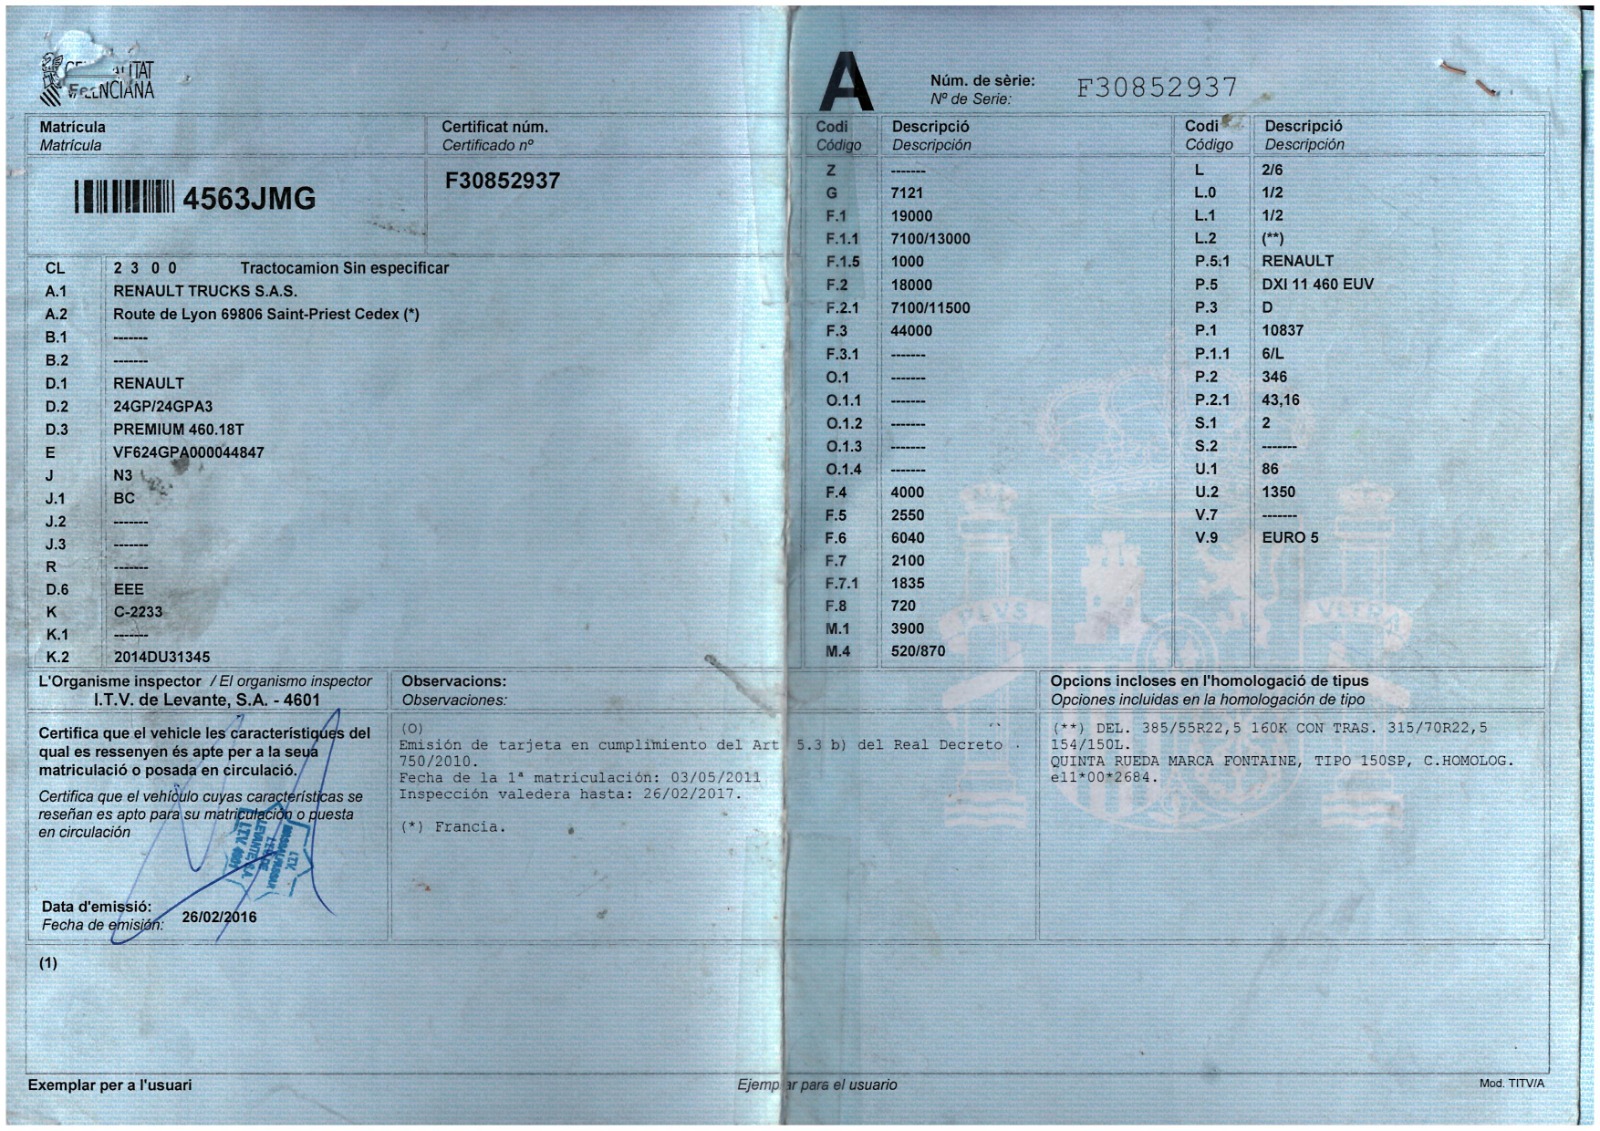 GENERALITAT
VALENCIANA
Matrícula
Matrícula
4563JMG
Certificat núm.
Certificado nº
F30852937
CL 2 3 0 0 Tractocamion Sin especificar
A.1 RENAULT TRUCKS S.A.S.
A.2 Route de Lyon 69806 Saint-Priest Cedex (*)
B.1 -------
B.2 -------
D.1 RENAULT
D.2 24GP/24GPA3
D.3 PREMIUM 460.18T
E VF624GPA000044847
J N3
J.1 BC
J.2 -------
J.3 -------
R -------
D.6 EEE
K C-2233
K.1 -------
K.2 2014DU31345
L'Organisme inspector / El organismo inspector
I.T.V. de Levante, S.A. - 4601
Certifica que el vehicle les característiques del
qual es ressenyen és apte per a la seua
matriculació o posada en circulació.
Certifica que el vehículo cuyas características se
reseñan es apto para su matriculación o puesta
en circulación
Data d'emissió:
Fecha de emisión: 26/02/2016
Observacions:
Observaciones:
(O)
Emisión de tarjeta en cumplimiento del Art 5.3 b) del Real Decreto
750/2010.
Fecha de la 1ª matriculación: 03/05/2011
Inspección valedera hasta: 26/02/2017.
(*) Francia.
A
Núm. de sèrie:
Nº de Serie:
F30852937
Codi Descripció
Código Descripción
Z -------
G 7121
F.1 19000
F.1.1 7100/13000
F.1.5 1000
F.2 18000
F.2.1 7100/11500
F.3 44000
F.3.1 -------
O.1 -------
O.1.1 -------
O.1.2 -------
O.1.3 -------
O.1.4 -------
F.4 4000
F.5 2550
F.6 6040
F.7 2100
F.7.1 1835
F.8 720
M.1 3900
M.4 520/870
Codi Descripció
Código Descripción
L 2/6
L.0 1/2
L.1 1/2
L.2 (**)
P.5.1 RENAULT
P.5 DXI 11 460 EUV
P.3 D
P.1 10837
P.1.1 6/L
P.2 346
P.2.1 43,16
S.1 2
S.2 -------
U.1 86
U.2 1350
V.7 -------
V.9 EURO 5
PLVS
VLTRA
Opcions incloses en l'homologació de tipus
Opciones incluidas en la homologación de tipo
(**) DEL. 385/55R22,5 160K CON TRAS. 315/70R22,5
154/150L.
QUINTA RUEDA MARCA FONTAINE, TIPO 150SP, C.HOMOLOG.
e11*00*2684.
(1)
Exemplar per a l'usuari
Ejemplar para el usuario
Mod. TITV/A